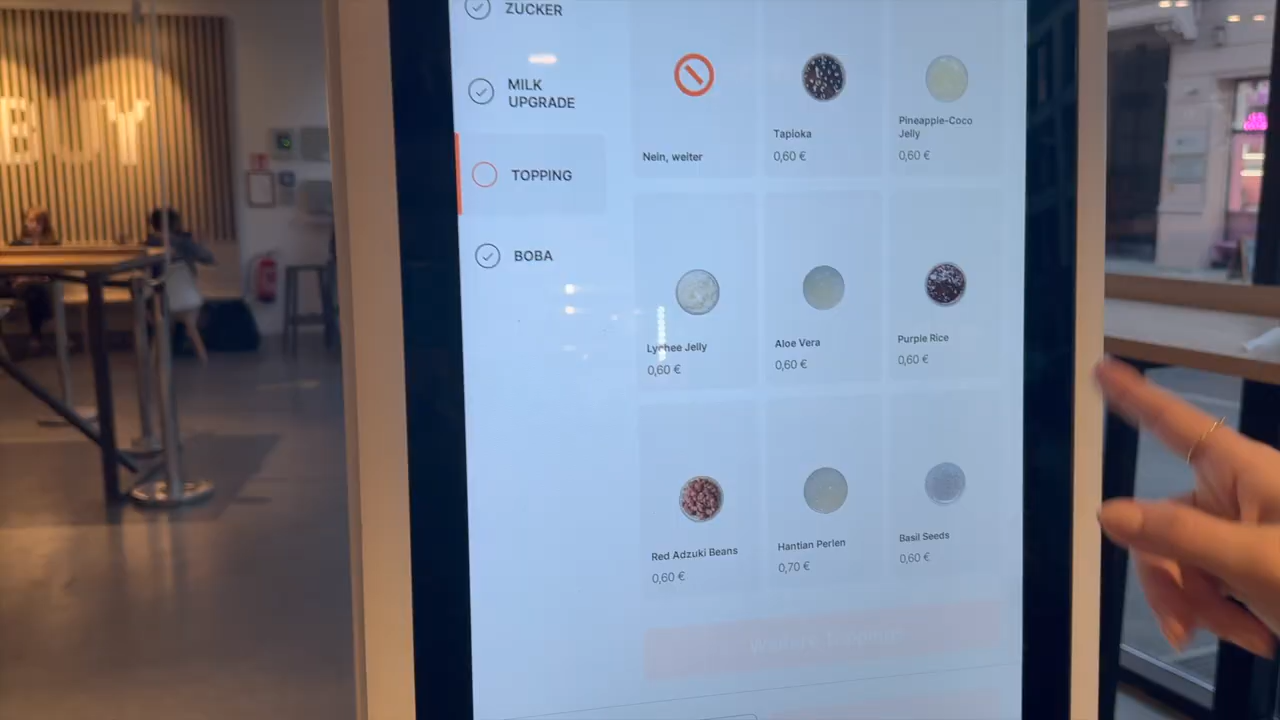 BUY
ZUCKER
MILK
UPGRADE
TOPPING
BOBA
Nein, weiter
Tapioka
0,60 €
Pineapple-Coco
Jelly
0,60 €
Lychee Jelly
0,60 €
Aloe Vera
0,60 €
Purple Rice
0,60 €
Red Adzuki Beans
0,60 €
Hantian Perlen
0,70 €
Basil Seeds
0,60 €